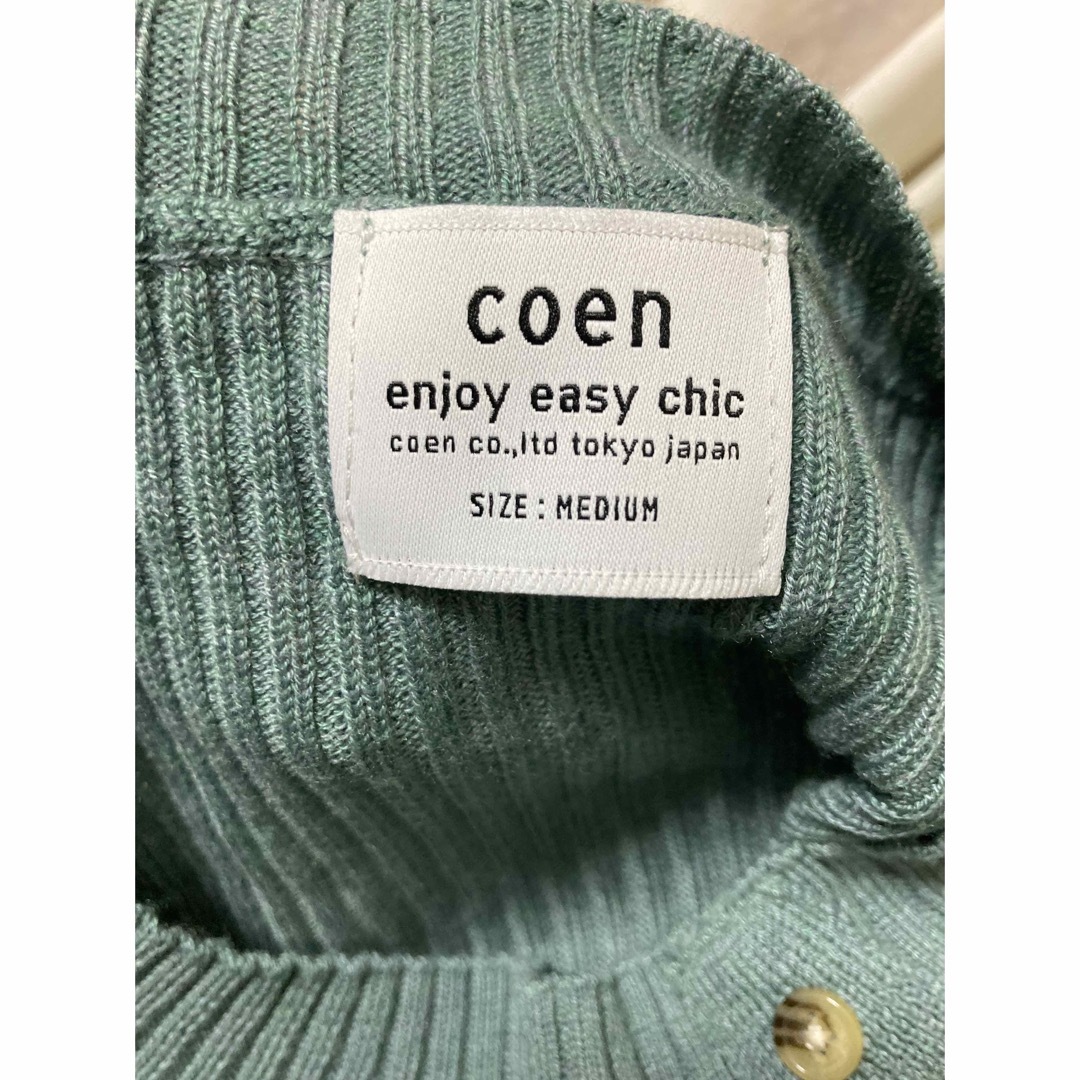 coen
enjoy easy chic
coen co.,ltd tokyo japan
SIZE : MEDIUM